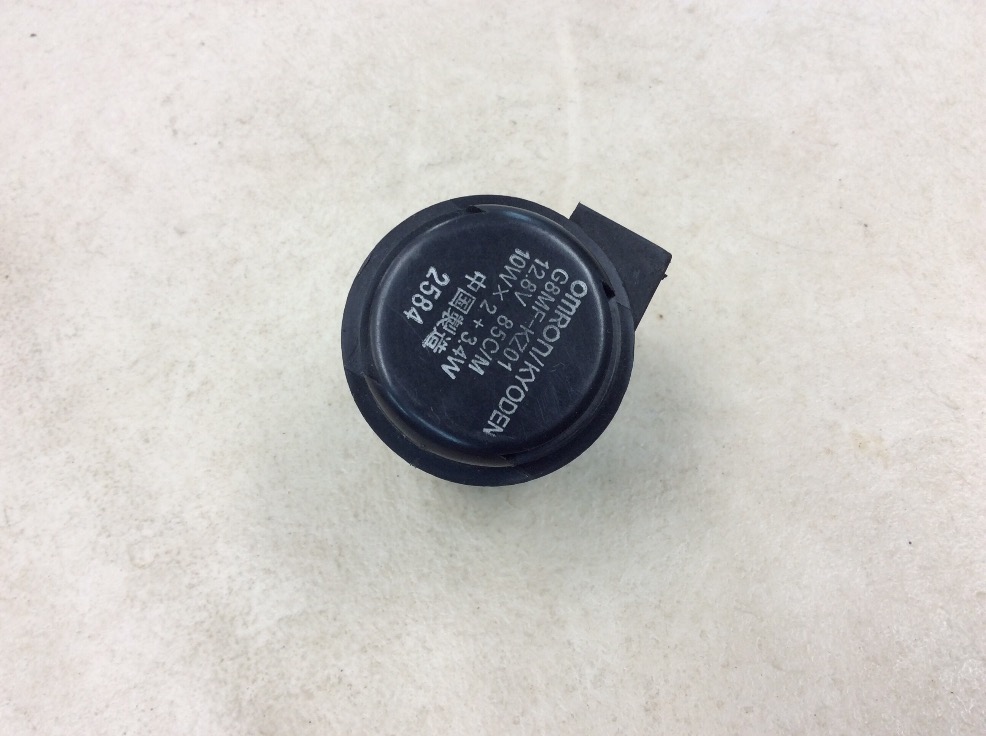 OMRON/KYODEN
G8MF-KZ01
12.8V 85C/M
10W×2+3.4W
中国製造
2584